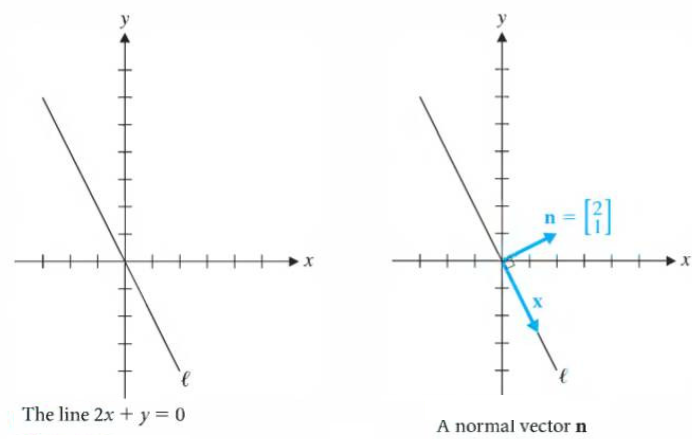 y
x
ℓ
The line 2x + y = 0
y
n = [2 1]
x
x
ℓ
A normal vector n